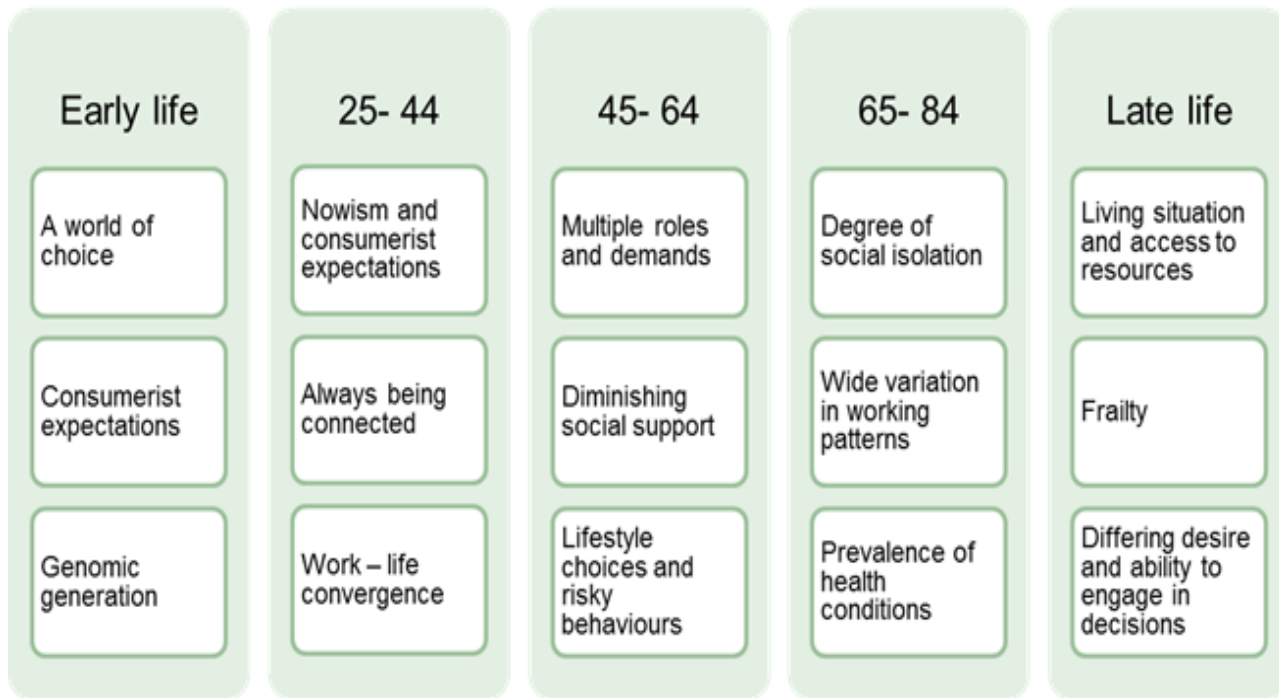 Early life
A world of
choice
Consumerist
expectations
Genomic
generation
25- 44
Nowism and
consumerist
expectations
Always being
connected
Work – life
convergence
45- 64
Multiple roles
and demands
Diminishing
social support
Lifestyle
choices and
risky
behaviours
65- 84
Degree of
social isolation
Wide variation
in working
patterns
Prevalence of
health
conditions
Late life
Living situation
and access to
resources
Frailty
Differing desire
and ability to
engage in
decisions